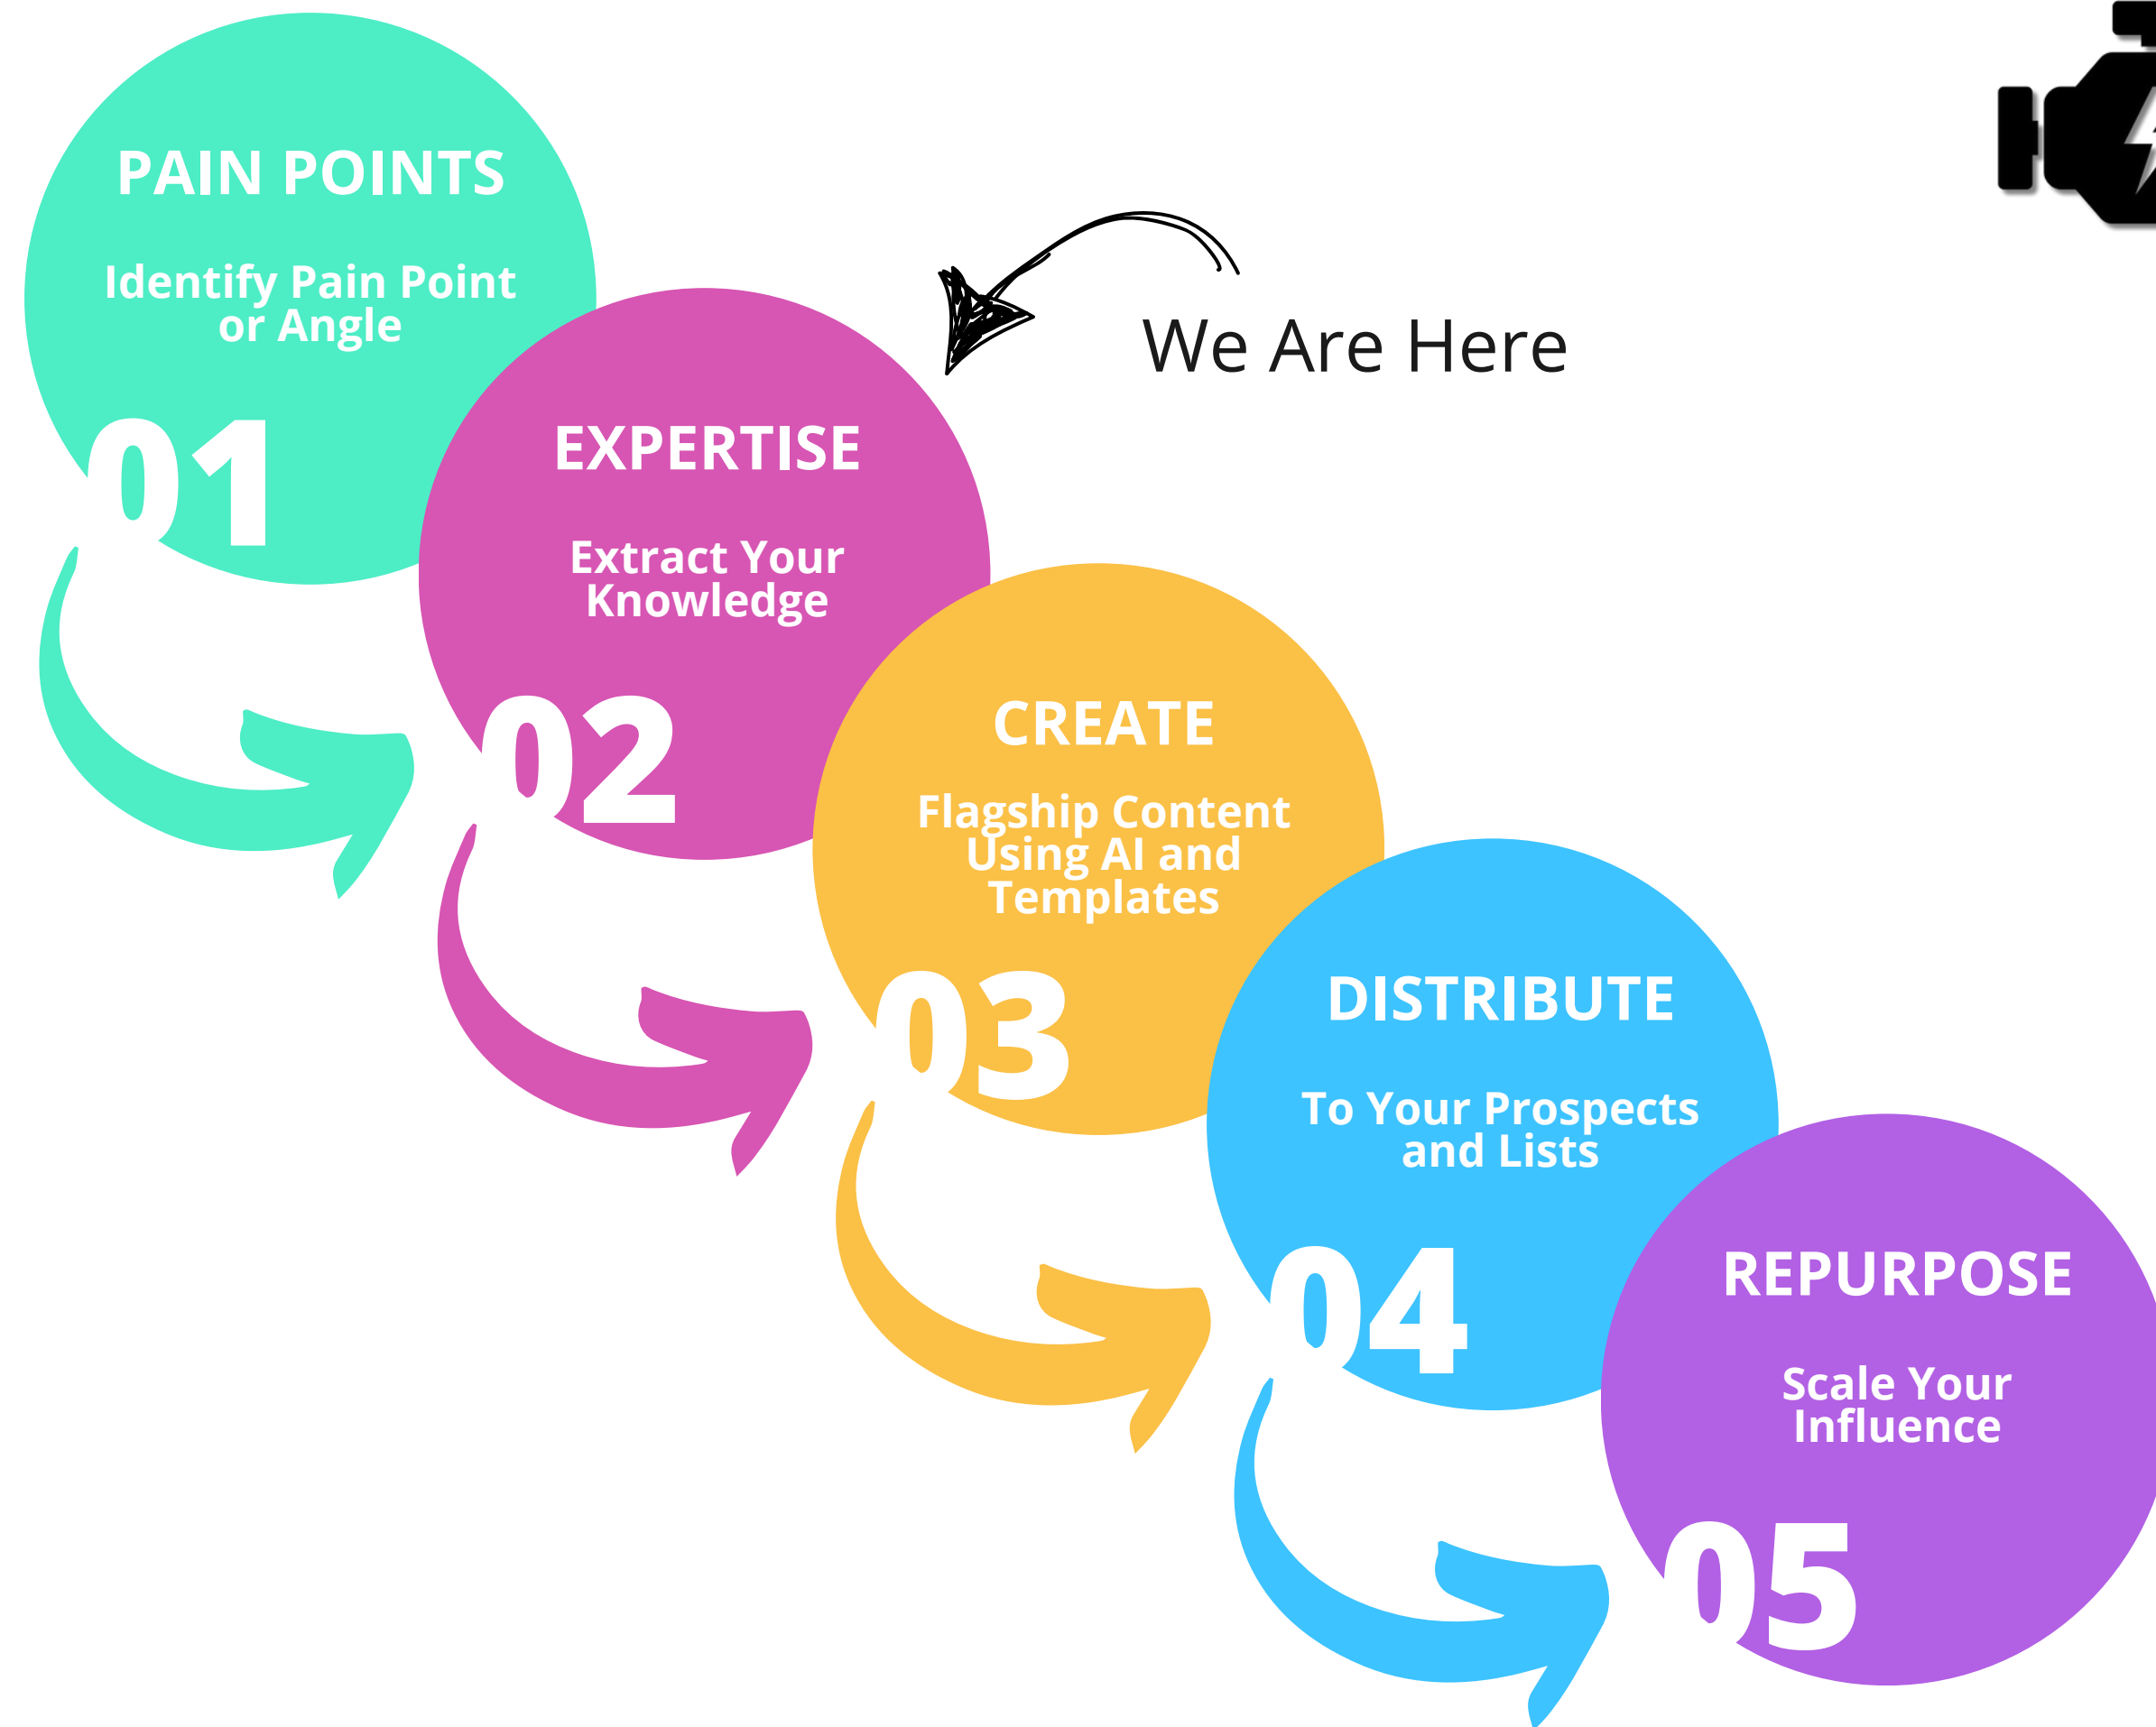 PAIN POINTS
Identify Pain Point
or Angle
01
We Are Here
EXPERTISE
Extract Your
Knowledge
02
CREATE
Flagship Content
Using AI and
Templates
03
DISTRIBUTE
To Your Prospects
and Lists
04
REPURPOSE
Scale Your
Influence
05